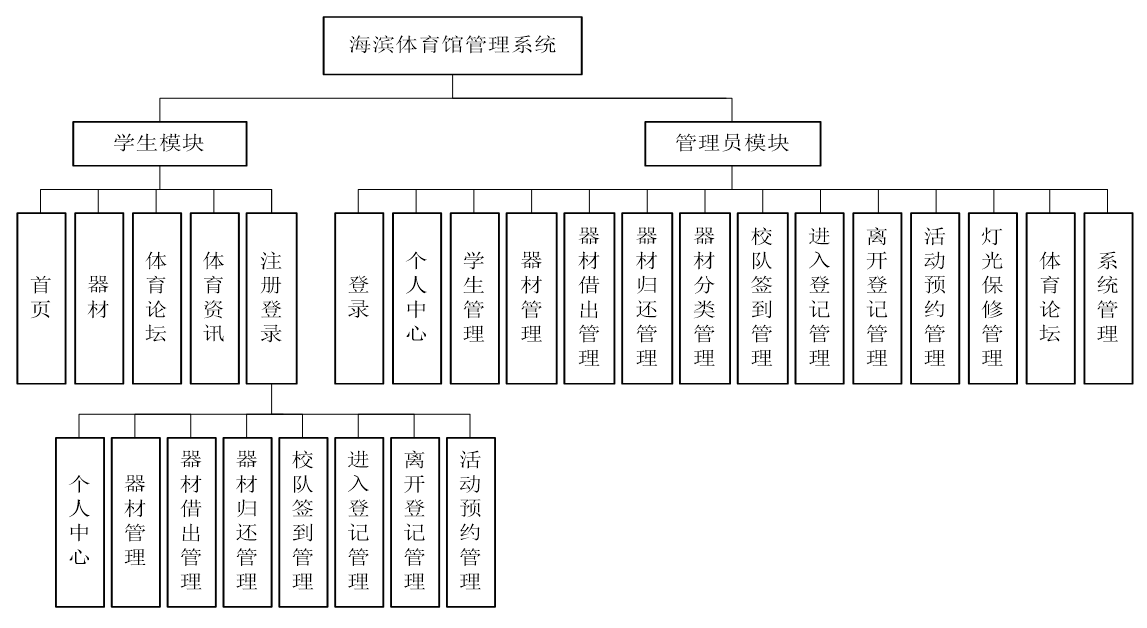 海滨体育馆管理系统
学生模块
管理员模块
首页
器材
体育论坛
体育资讯
注册登录
登录
个人中心
学生管理
器材管理
器材借出管理
器材归还管理
器材分类管理
校队签到管理
进入登记管理
离开登记管理
活动预约管理
灯光保修管理
体育论坛
系统管理
个人中心
器材管理
器材借出管理
器材归还管理
校队签到管理
进入登记管理
离开登记管理
活动预约管理